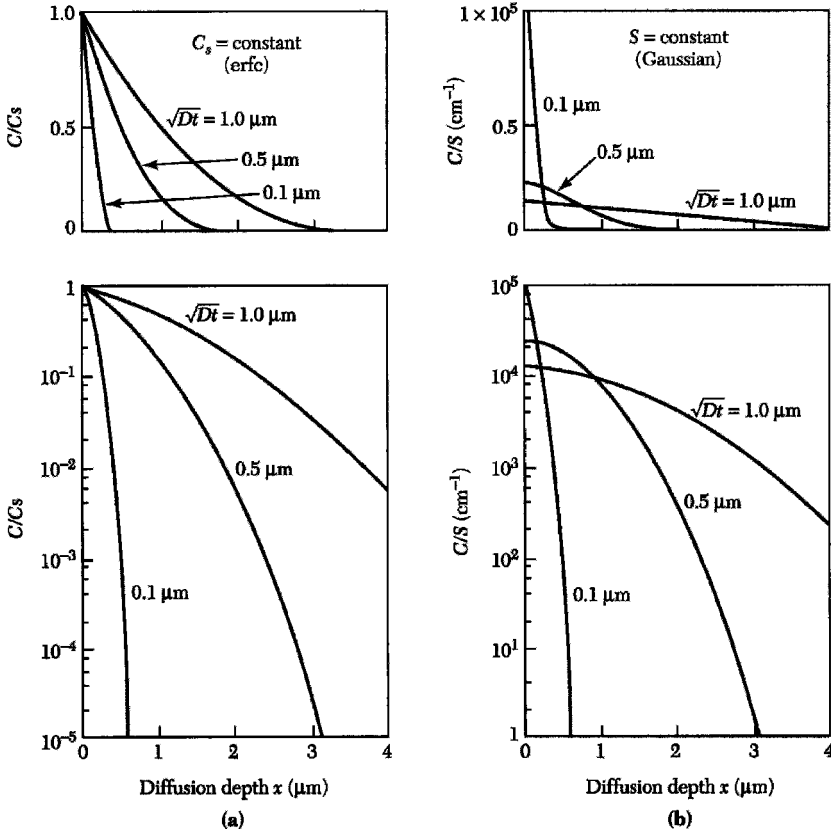 1.0
0.5
0
C/Cs
C_s = constant
(erfc)
√Dt = 1.0 μm
0.5 μm
0.1 μm
1 × 10^5
0.5
0
C/S (cm^−1)
S = constant
(Gaussian)
0.1 μm
0.5 μm
√Dt = 1.0 μm
1
10^−1
10^−2
10^−3
10^−4
10^−5
C/Cs
√Dt = 1.0 μm
0.5 μm
0.1 μm
0 1 2 3 4
Diffusion depth x (μm)
(a)
10^5
10^4
10^3
10^2
10^1
1
C/S (cm^−1)
√Dt = 1.0 μm
0.5 μm
0.1 μm
0 1 2 3 4
Diffusion depth x (μm)
(b)